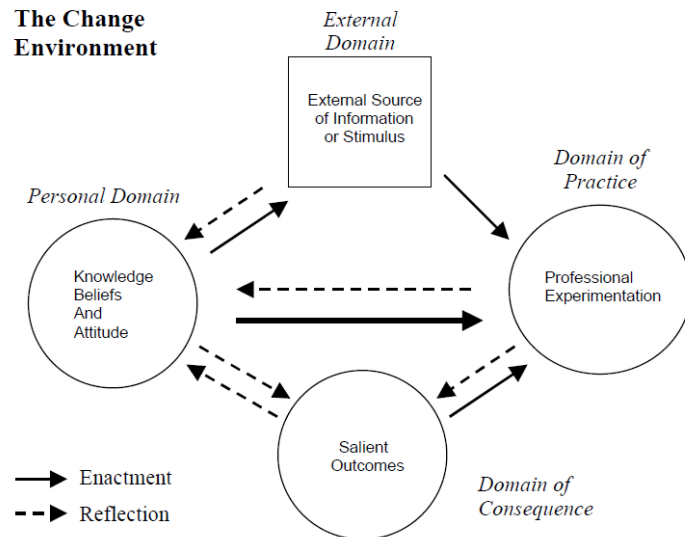 The Change
Environment
External
Domain
External Source
of Information
or Stimulus
Domain of
Practice
Personal Domain
Knowledge
Beliefs
And
Attitude
Professional
Experimentation
Salient
Outcomes
Enactment
Reflection
Domain of
Consequence